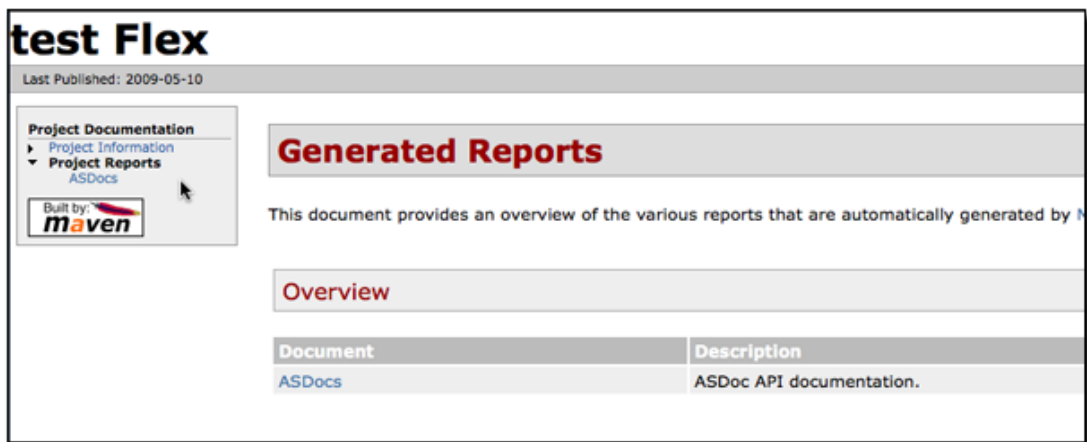 test Flex
Last Published: 2009-05-10
Project Documentation
Project Information
Project Reports
ASDocs
Built by:
maven
Generated Reports
This document provides an overview of the various reports that are automatically generated by
Overview
Document Description
ASDocs ASDoc API documentation.